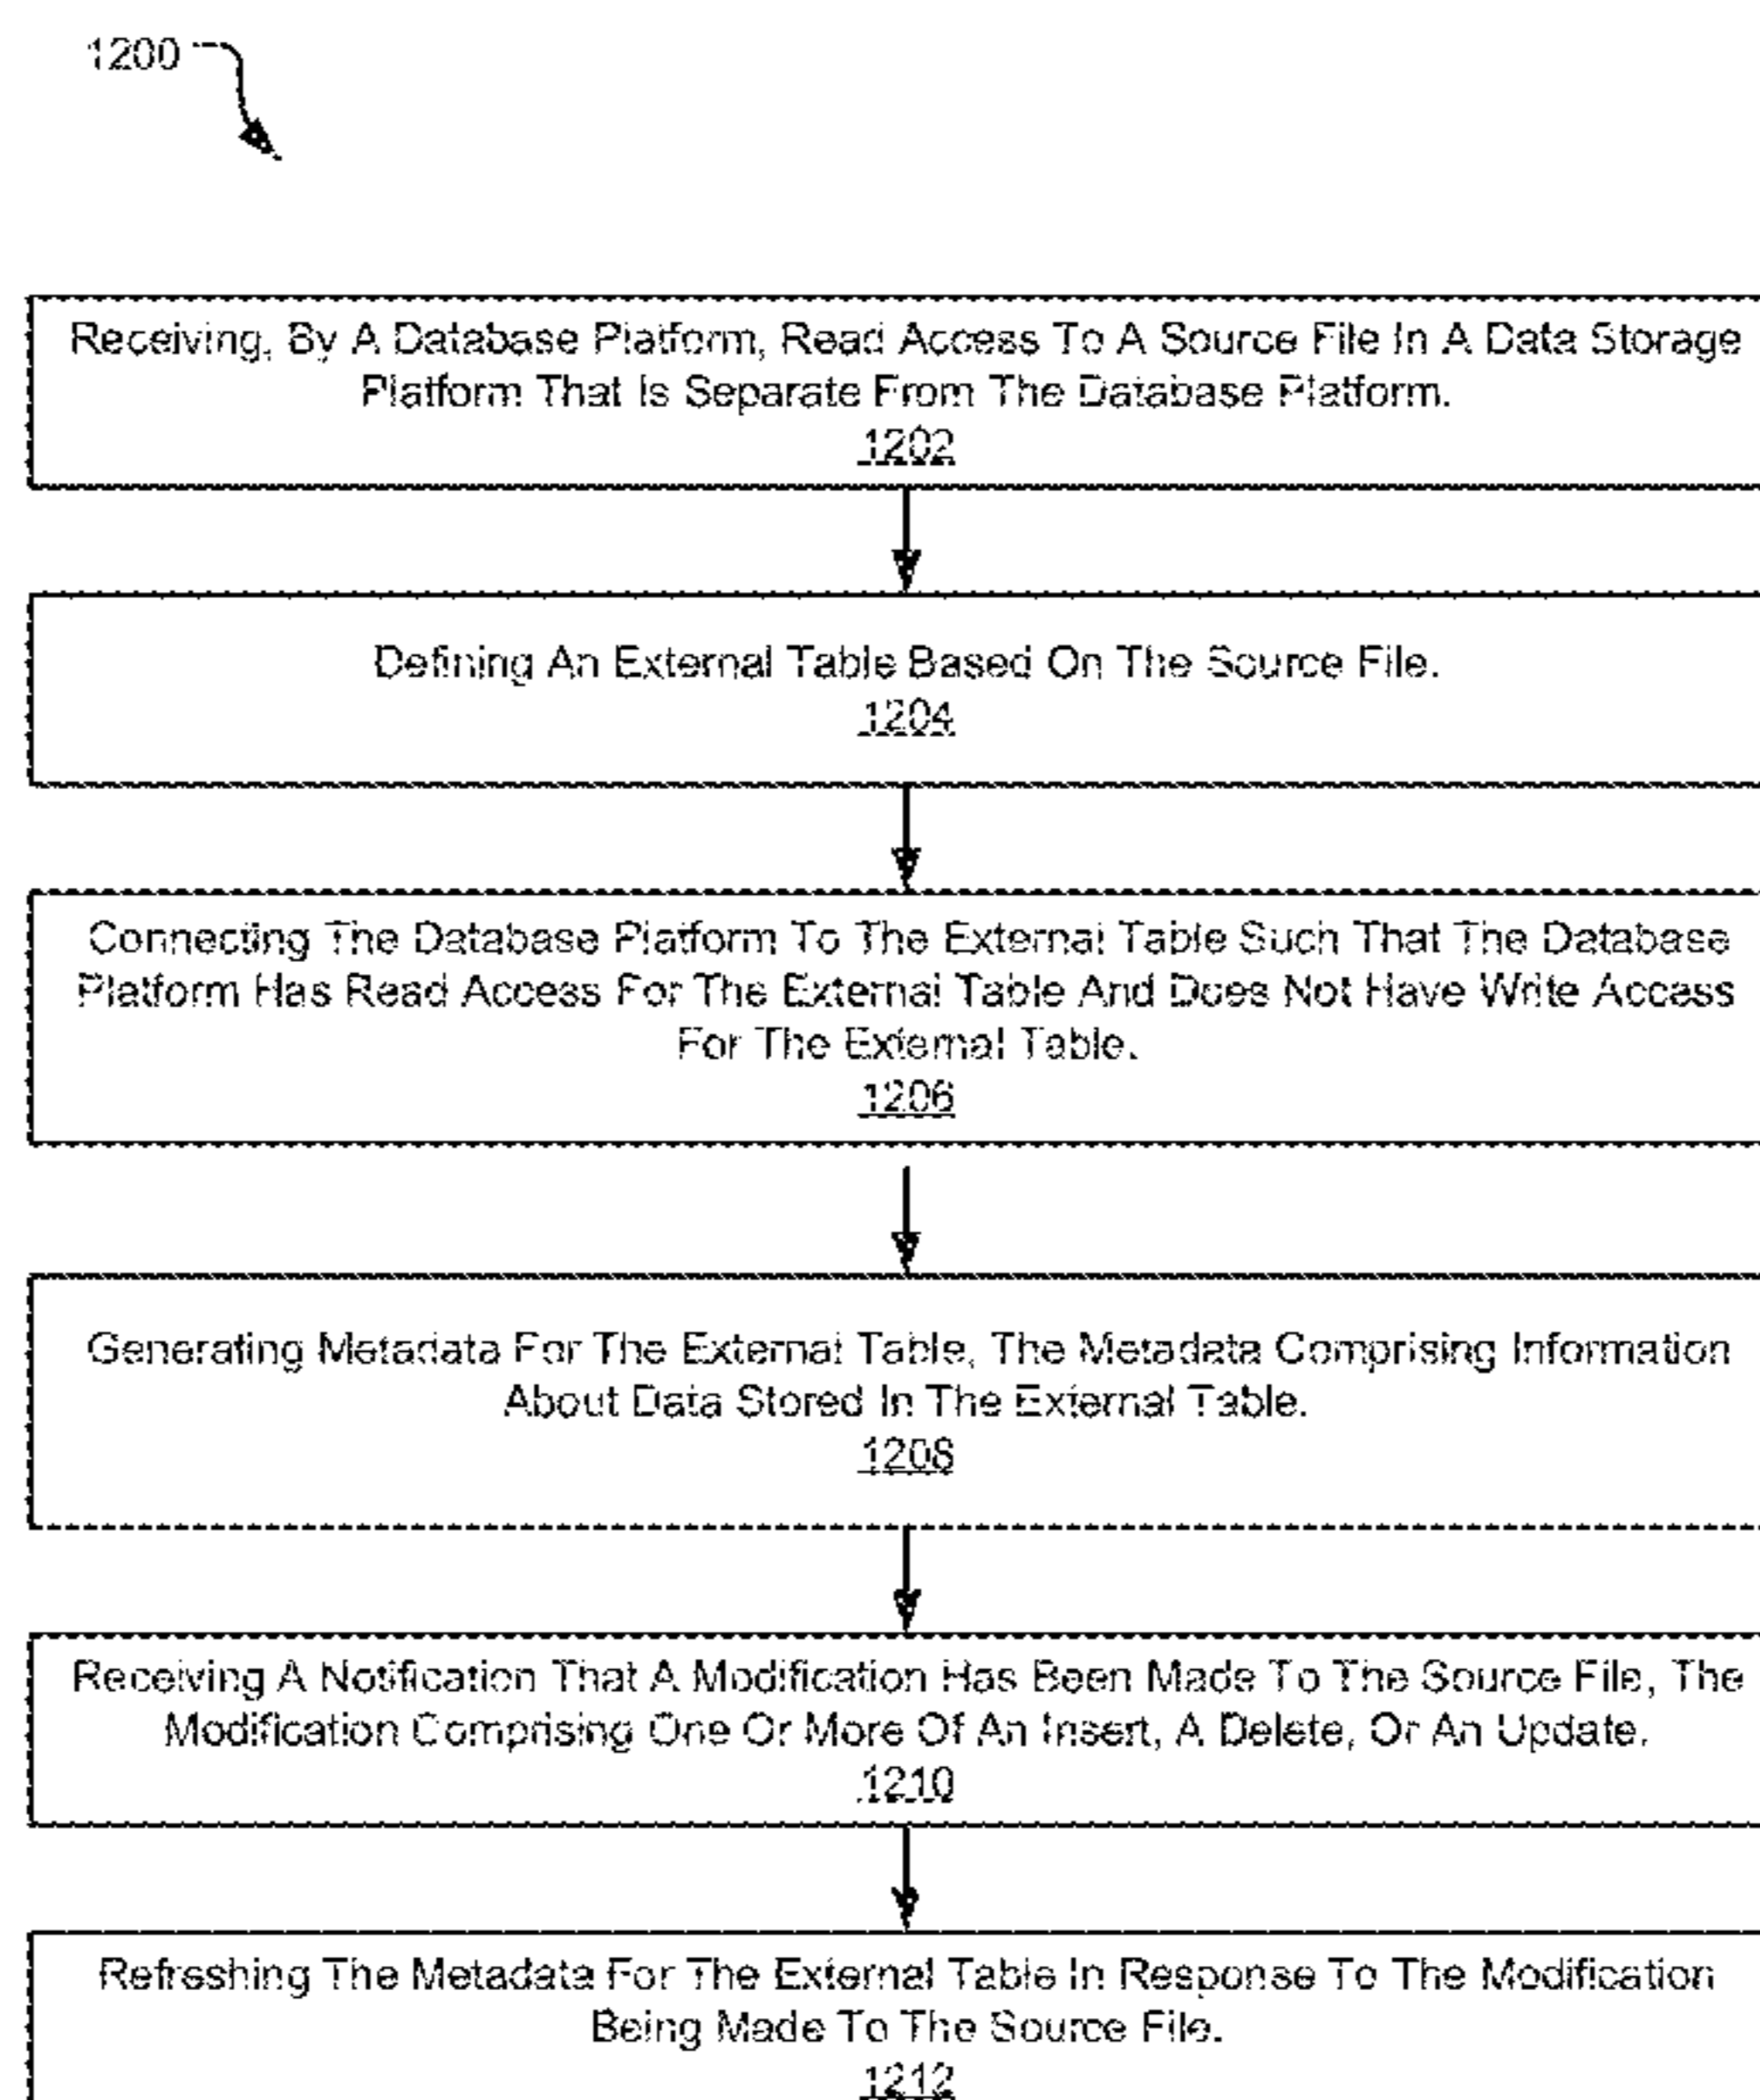 1200
Receiving, By A Database Platform, Read Access To A Source File In A Data Storage
Platform That Is Separate From The Database Platform.
1202
Defining An External Table Based On The Source File.
1204
Connecting The Database Platform To The External Table Such That The Database
Platform Has Read Access For The External Table And Does Not Have Write Access
For The External Table.
1206
Generating Metadata For The External Table, The Metadata Comprising Information
About Data Stored In The External Table.
1208
Receiving A Notification That A Modification Has Been Made To The Source File, The
Modification Comprising One Or More Of An Insert, A Delete, Or An Update.
1210
Refreshing The Metadata For The External Table In Response To The Modification
Being Made To The Source File.
1212